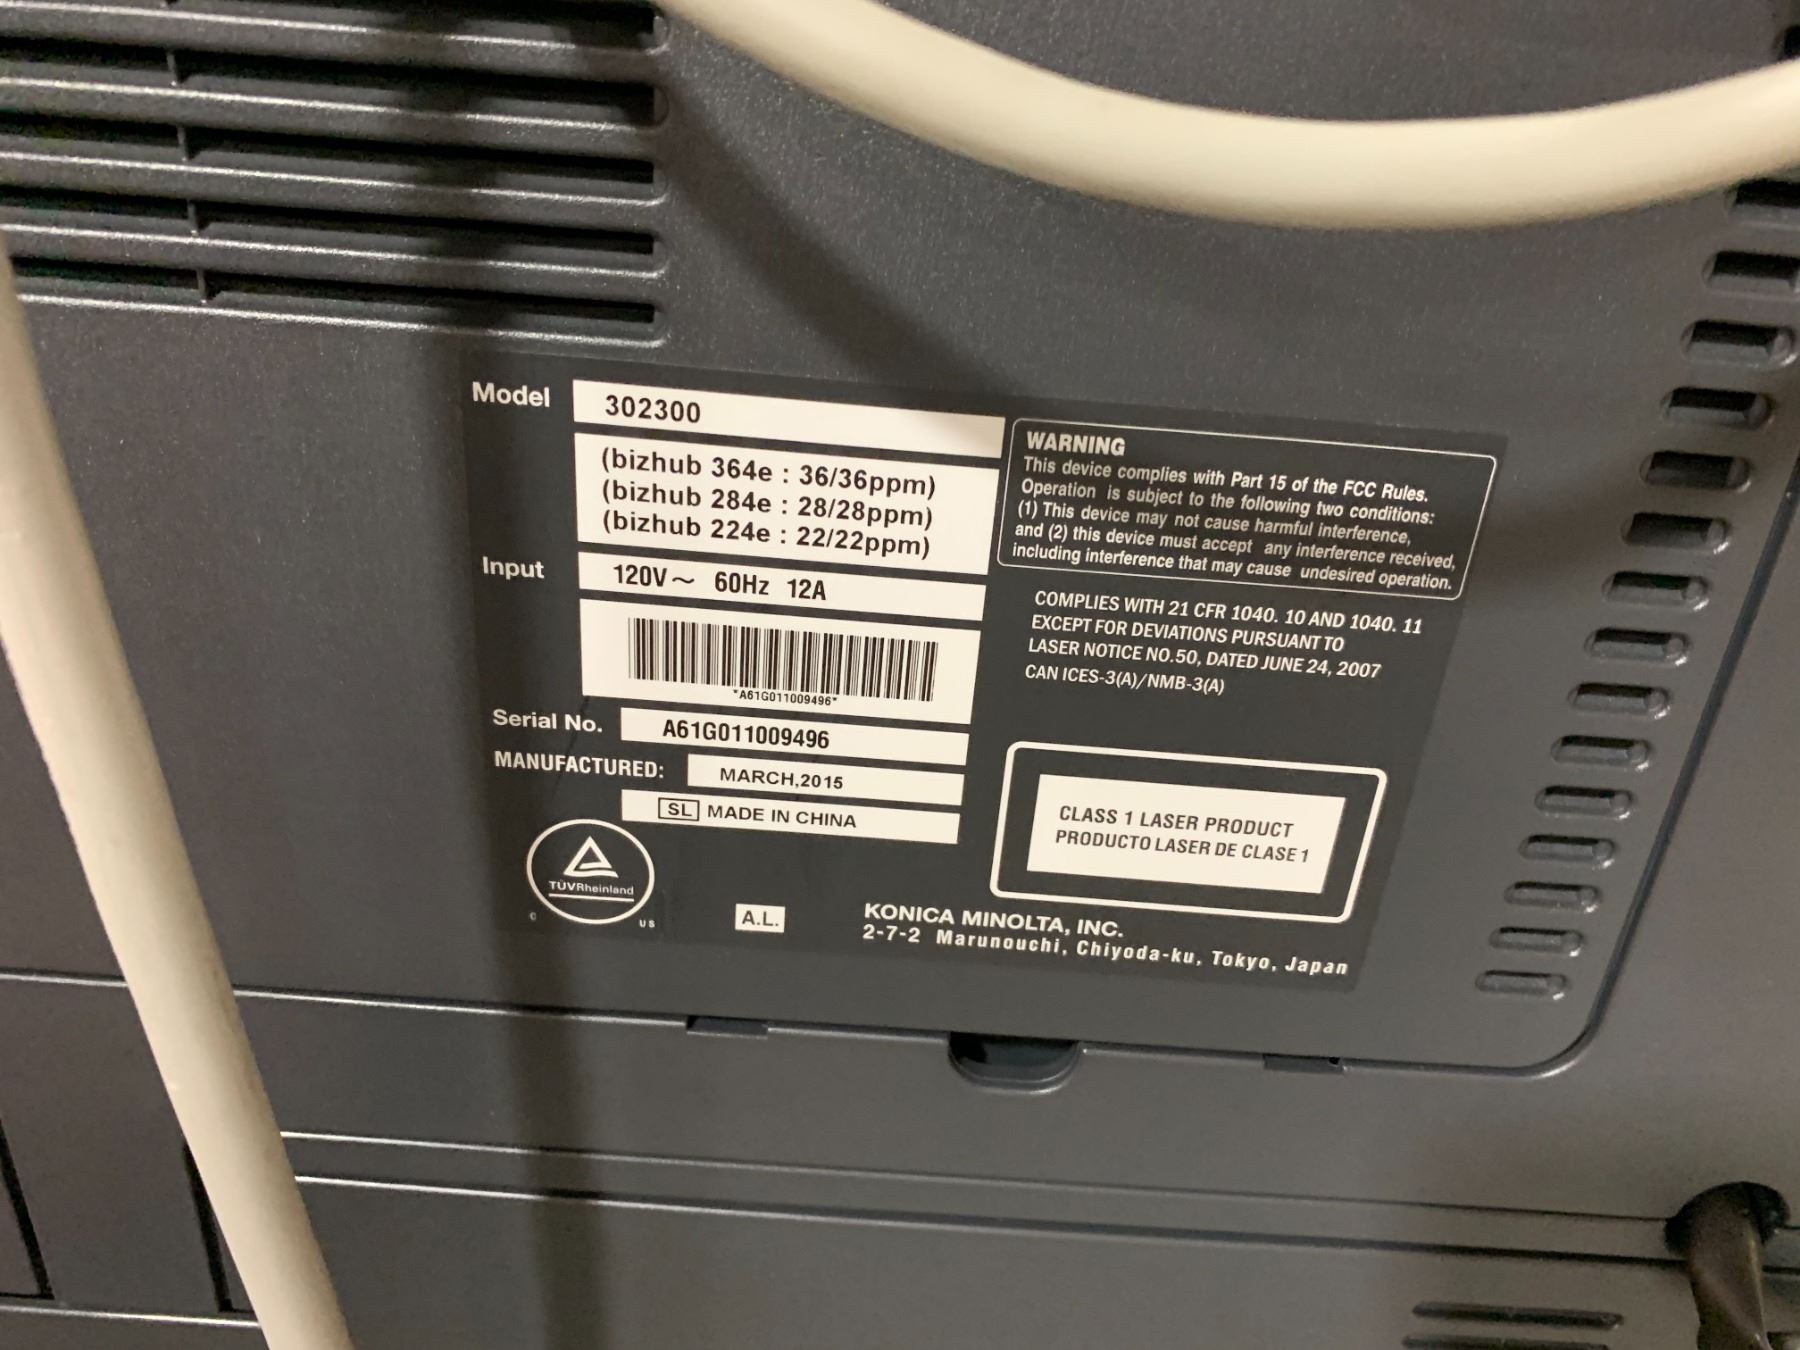 Model 302300
(bizhub 364e : 36/36ppm)
(bizhub 284e : 28/28ppm)
(bizhub 224e : 22/22ppm)
Input 120V～ 60Hz 12A
*A61G011009496*
Serial No. A61G011009496
MANUFACTURED: MARCH,2015
SL MADE IN CHINA
TÜVRheinland
C US
A.L.
WARNING
This device complies with Part 15 of the FCC Rules.
Operation is subject to the following two conditions:
(1) This device may not cause harmful interference,
and (2) this device must accept any interference received,
including interference that may cause undesired operation.
COMPLIES WITH 21 CFR 1040. 10 AND 1040. 11
EXCEPT FOR DEVIATIONS PURSUANT TO
LASER NOTICE NO.50, DATED JUNE 24, 2007
CAN ICES-3(A)/NMB-3(A)
CLASS 1 LASER PRODUCT
PRODUCTO LASER DE CLASE 1
KONICA MINOLTA, INC.
2-7-2 Marunouchi, Chiyoda-ku, Tokyo, Japan